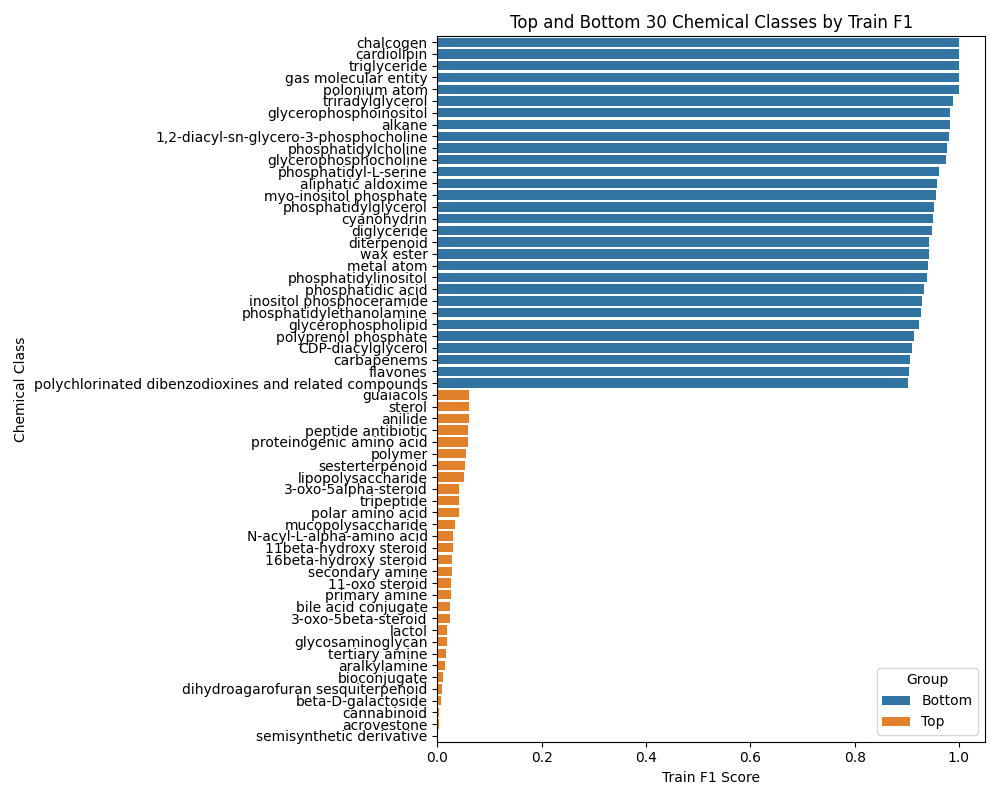 Top and Bottom 30 Chemical Classes by Train F1
chalcogen
cardiolipin
triglyceride
gas molecular entity
polonium atom
triradylglycerol
glycerophosphoinositol
alkane
1,2-diacyl-sn-glycero-3-phosphocholine
phosphatidylcholine
glycerophosphocholine
phosphatidyl-L-serine
aliphatic aldoxime
myo-inositol phosphate
phosphatidylglycerol
cyanohydrin
diglyceride
diterpenoid
wax ester
metal atom
phosphatidylinositol
phosphatidic acid
inositol phosphoceramide
phosphatidylethanolamine
glycerophospholipid
polyprenol phosphate
CDP-diacylglycerol
carbapenems
flavones
polychlorinated dibenzodioxines and related compounds
guaiacols
sterol
anilide
peptide antibiotic
proteinogenic amino acid
polymer
sesterterpenoid
lipopolysaccharide
3-oxo-5alpha-steroid
tripeptide
polar amino acid
mucopolysaccharide
N-acyl-L-alpha-amino acid
11beta-hydroxy steroid
16beta-hydroxy steroid
secondary amine
11-oxo steroid
primary amine
bile acid conjugate
3-oxo-5beta-steroid
lactol
glycosaminoglycan
tertiary amine
aralkylamine
bioconjugate
dihydroagarofuran sesquiterpenoid
beta-D-galactoside
cannabinoid
acrovestone
semisynthetic derivative
Chemical Class
0.0 0.2 0.4 0.6 0.8 1.0
Train F1 Score
Group
Bottom
Top